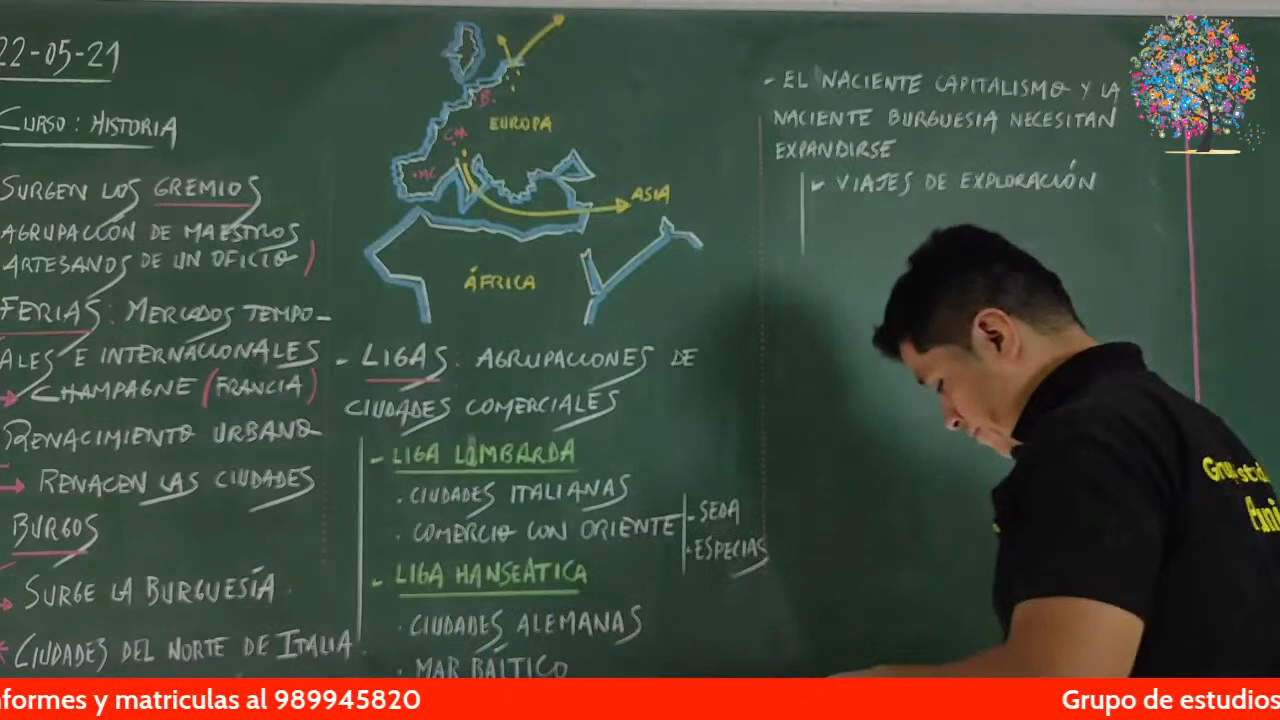 22-05-21
CURSO: HISTORIA
SURGEN LOS GREMIOS
AGRUPACIÓN DE MAESTROS
ARTESANOS DE UN OFICIO)
FERIAS: MERCADOS TEMPO-
ALES E INTERNACIONALES
→ CHAMPAGNE (FRANCIA)
RENACIMIENTO URBANO
→ RENACEN LAS CIUDADES
BURGOS
→ SURGE LA BURGUESÍA.
* CIUDADES DEL NORTE DE ITALIA.
B.
EUROPA
CH
.MC
ASIA
ÁFRICA
- LIGAS: AGRUPACIONES DE
CIUDADES COMERCIALES
- LIGA LOMBARDA
. CIUDADES ITALIANAS
. COMERCIO CON ORIENTE
- SEDA
- ESPECIAS
- LIGA HANSEÁTICA
. CIUDADES ALEMANAS
. MAR BÁLTICO
- EL NACIENTE CAPITALISMO Y LA
NACIENTE BURGUESIA NECESITAN
EXPANDIRSE
VIAJES DE EXPLORACIÓN
nformes y matriculas al 989945820
Grupo de estudios